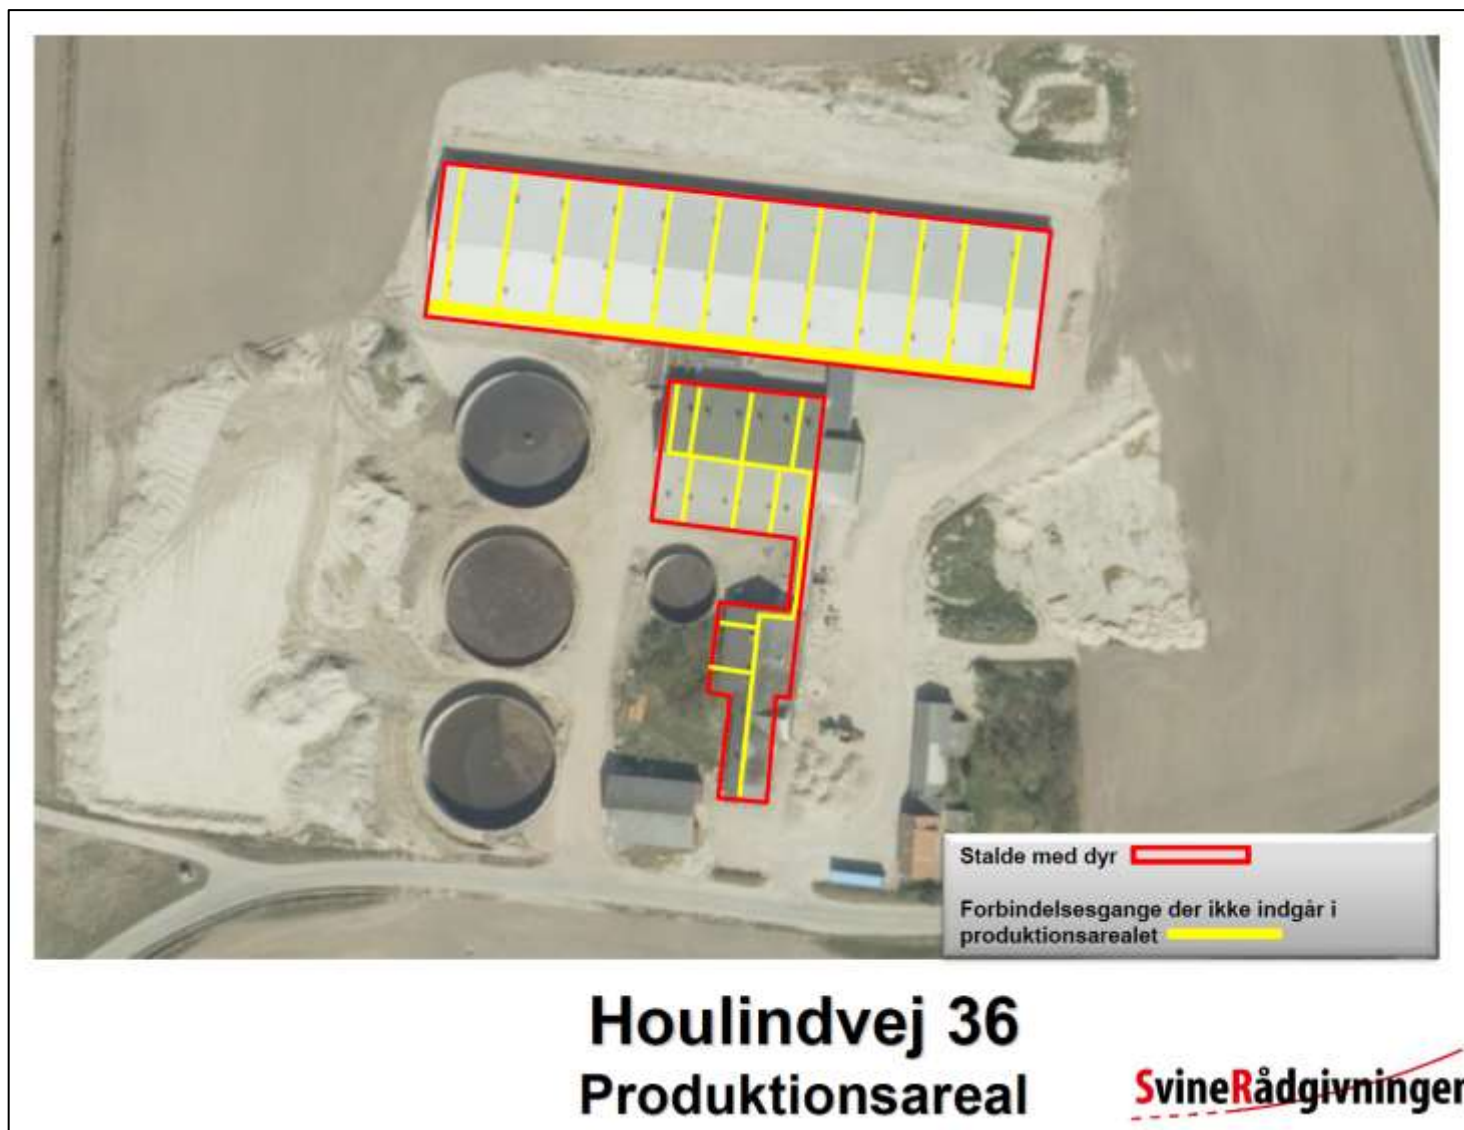 Stalde med dyr
Forbindelsesgange der ikke indgår i
produktionsarealet
Houlindvej 36
Produktionsareal
SvineRådgivningen